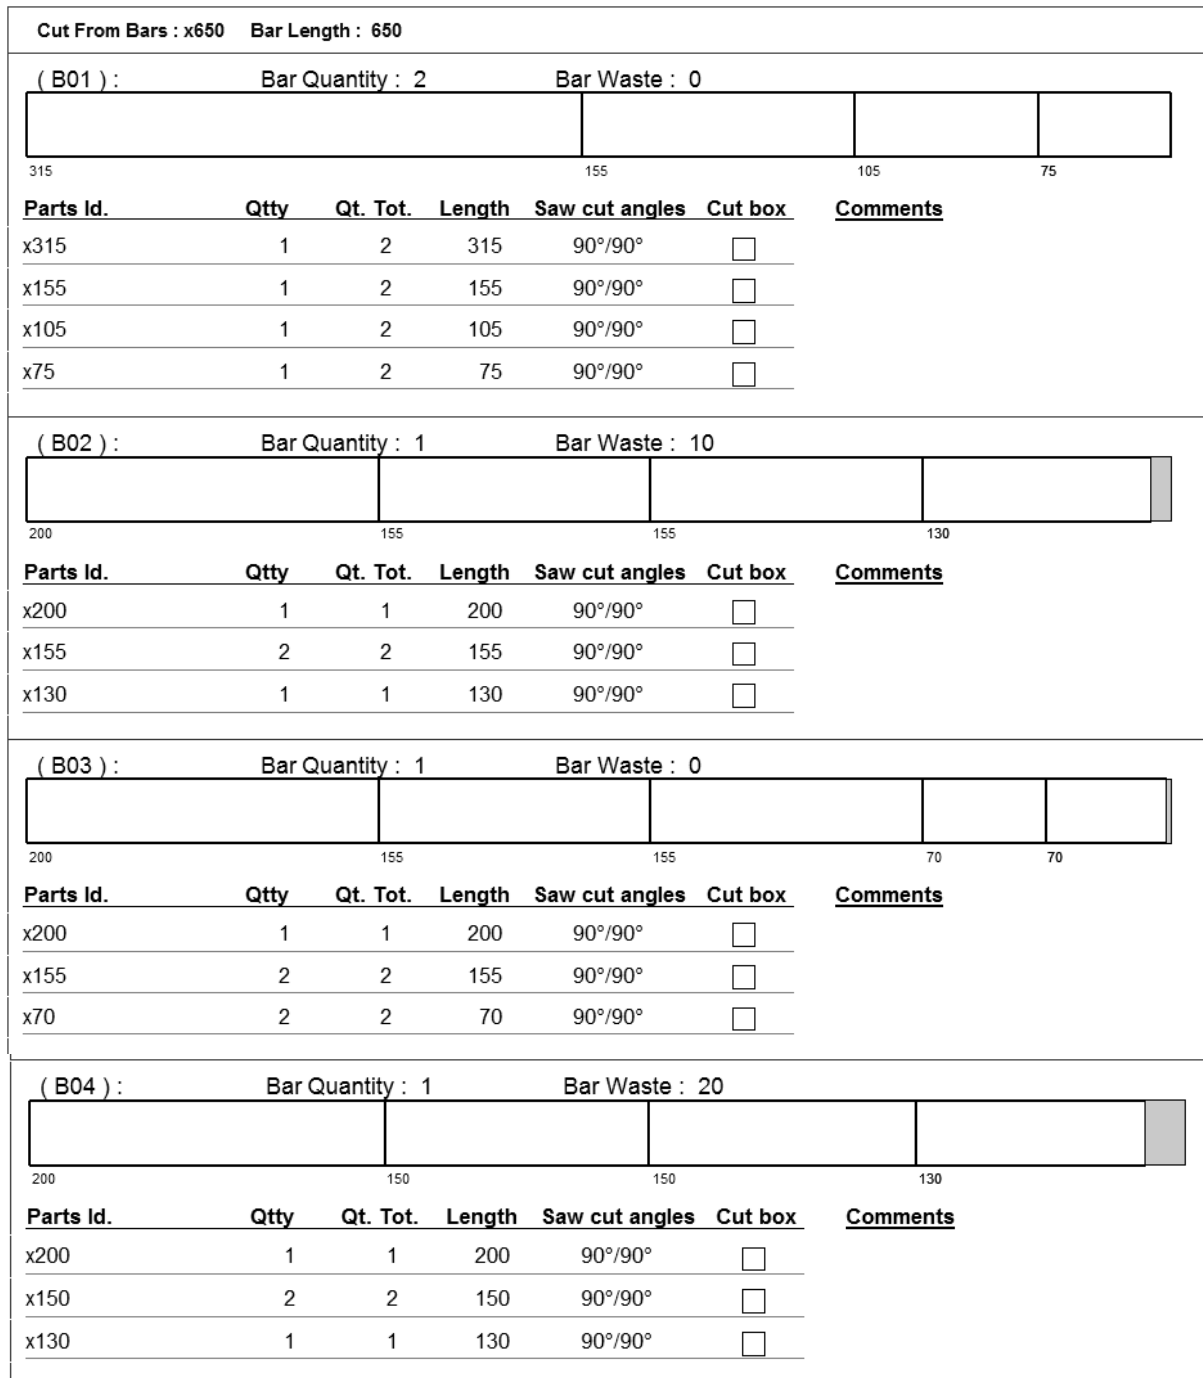 Cut From Bars : x650 Bar Length : 650
( B01 ) : Bar Quantity : 2 Bar Waste : 0
315 155 105 75
Parts Id. Qtty Qt. Tot. Length Saw cut angles Cut box Comments
x315 1 2 315 90°/90°
x155 1 2 155 90°/90°
x105 1 2 105 90°/90°
x75 1 2 75 90°/90°
( B02 ) : Bar Quantity : 1 Bar Waste : 10
200 155 155 130
Parts Id. Qtty Qt. Tot. Length Saw cut angles Cut box Comments
x200 1 1 200 90°/90°
x155 2 2 155 90°/90°
x130 1 1 130 90°/90°
( B03 ) : Bar Quantity : 1 Bar Waste : 0
200 155 155 70 70
Parts Id. Qtty Qt. Tot. Length Saw cut angles Cut box Comments
x200 1 1 200 90°/90°
x155 2 2 155 90°/90°
x70 2 2 70 90°/90°
( B04 ) : Bar Quantity : 1 Bar Waste : 20
200 150 150 130
Parts Id. Qtty Qt. Tot. Length Saw cut angles Cut box Comments
x200 1 1 200 90°/90°
x150 2 2 150 90°/90°
x130 1 1 130 90°/90°